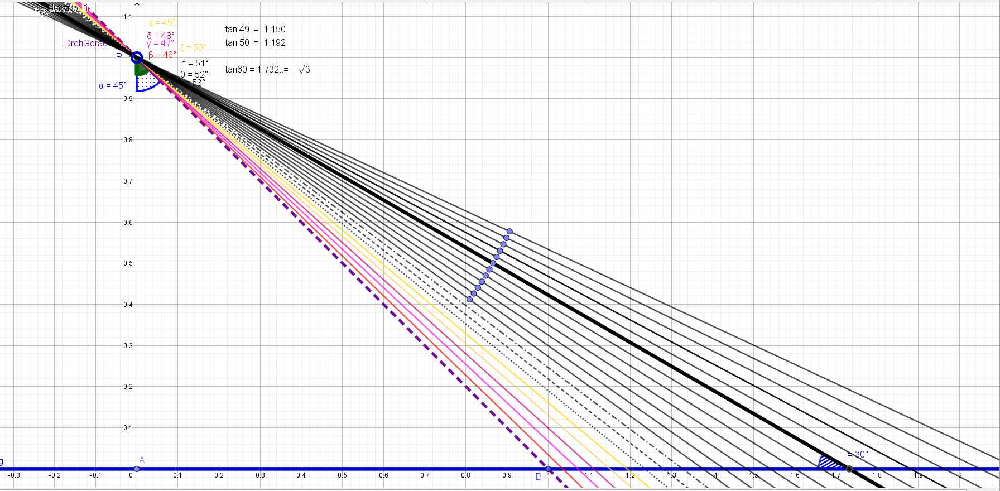 1.1
ε = 49°
tan 49 = 1,150
δ = 48°
DrehGerade
γ = 47°
tan 50 = 1,192
ζ = 50°
P
β = 46°
η = 51°
tan60 = 1,732..= √3
θ = 52°
53°
α = 45°
0.9
0.8
0.7
0.6
0.5
0.4
0.3
0.2
0.1
τ = 30°
g
A
B
-0.3 -0.2 -0.1 0 0.1 0.2 0.3 0.4 0.5 0.6 0.7 0.8 0.9 1 1.1 1.2 1.3 1.4 1.5 1.6 1.7 1.8 1.9 2